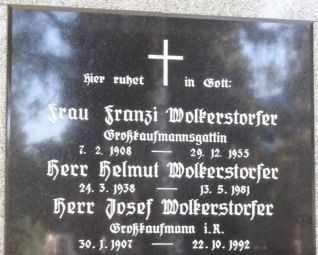 Hier ruhet in Gott:
Frau Franzi Wolkerstorfer
Großkaufmannsgattin
7. 2. 1908 — 29. 12. 1955
Herr Helmut Wolkerstorfer
24. 3. 1938 — 13. 5. 1981
Herr Josef Wolkerstorfer
Großkaufmann i. R.
30. 1. 1907 — 22. 10. 1992